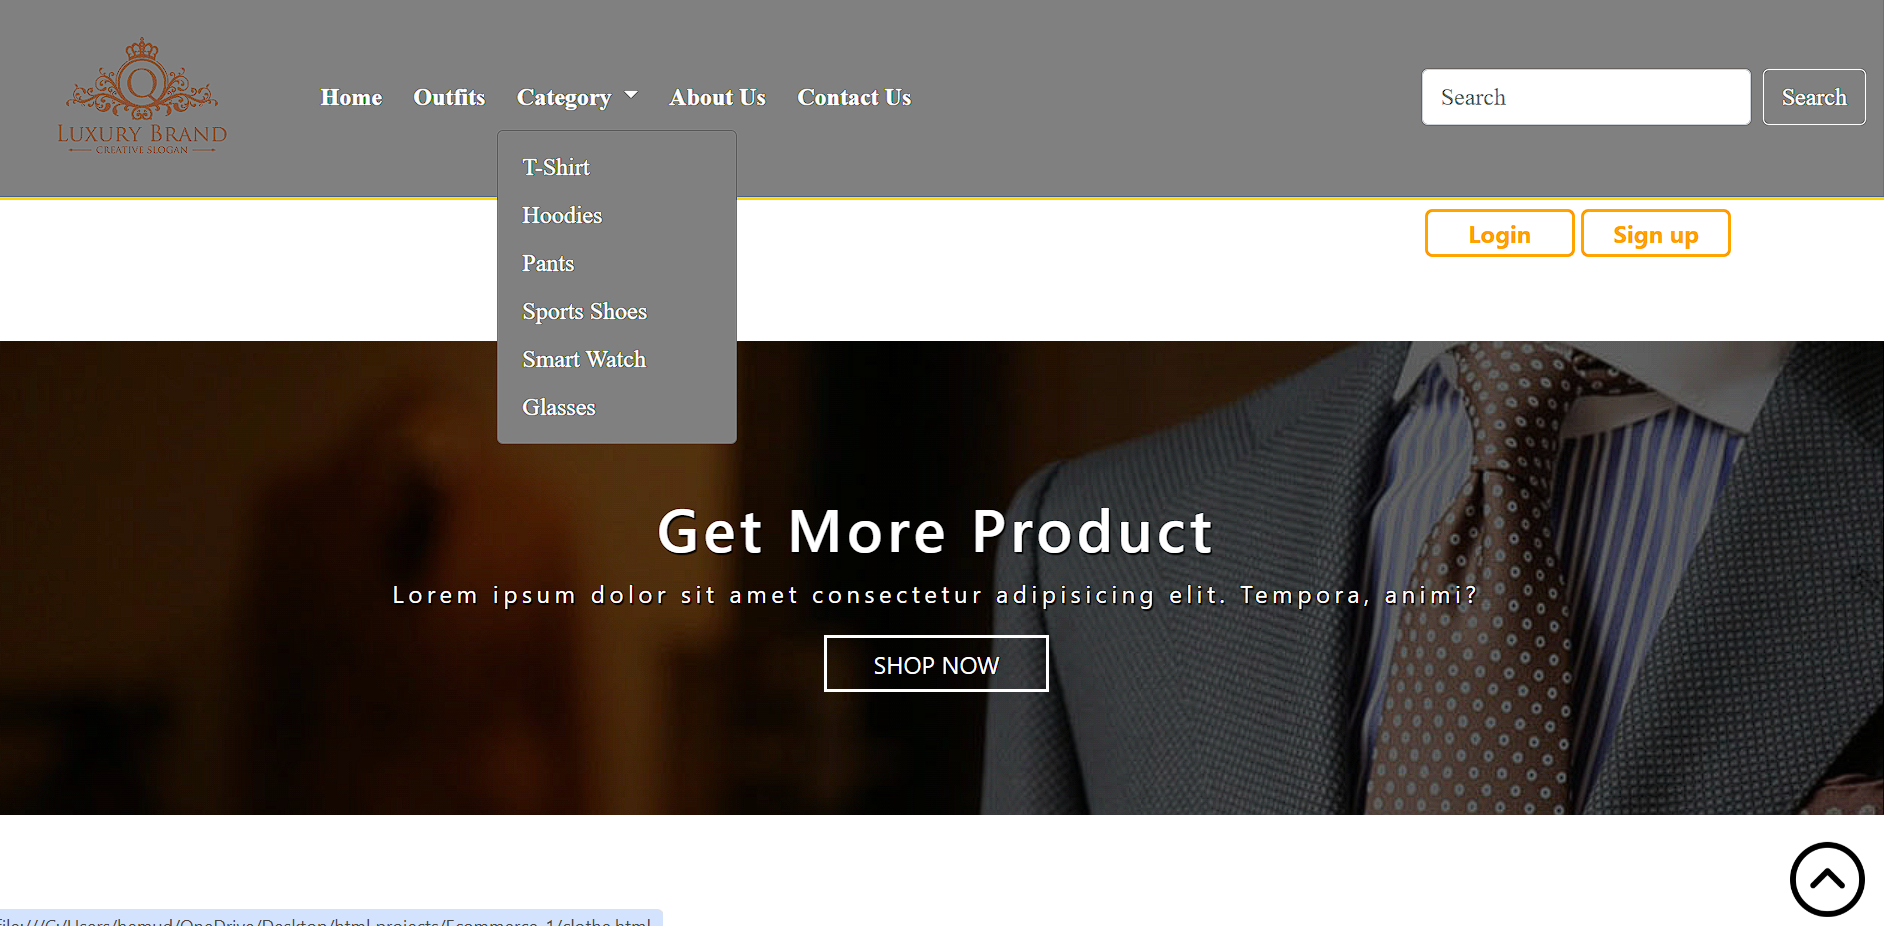 Q
LUXURY BRAND
CREATIVE SLOGAN
Home Outfits Category About Us Contact Us
Search Search
T-Shirt
Hoodies
Pants
Sports Shoes
Smart Watch
Glasses
Login Sign up
Get More Product
Lorem ipsum dolor sit amet consectetur adipisicing elit. Tempora, animi?
SHOP NOW
file:///C:/Users/hamud/OneDrive/Desktop/html projects/Ecommerce_1/clothe.html